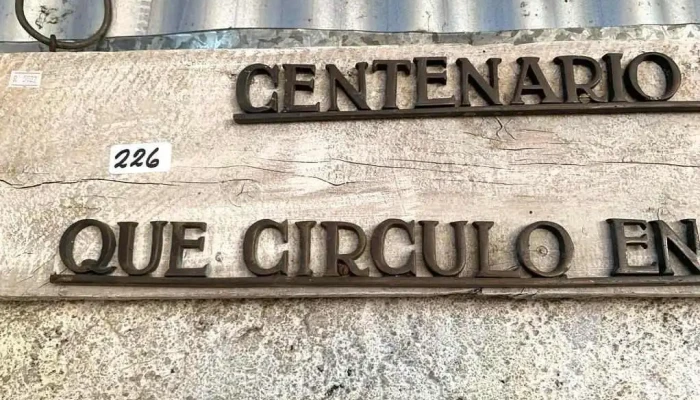 CENTENARIO
226
QUE CIRCULO EN